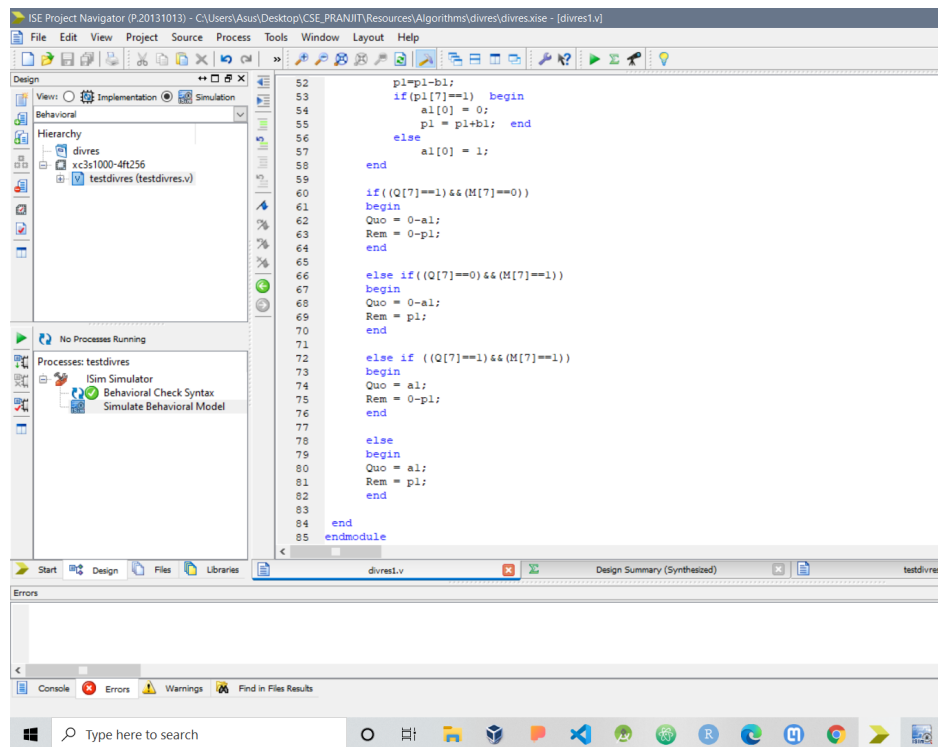 ISE Project Navigator (P.20131013) - C:\Users\Asus\Desktop\CSE_PRANJIT\Resources\Algorithms\divres\divres.xise - [divres1.v]
File Edit View Project Source Process Tools Window Layout Help
Design
View: Implementation Simulation
Behavioral
Hierarchy
divres
xc3s1000-4ft256
testdivres (testdivres.v)
No Processes Running
Processes: testdivres
ISim Simulator
Behavioral Check Syntax
Simulate Behavioral Model
52 p1=p1-b1;
53 if(p1[7]==1) begin
54 a1[0] = 0;
55 p1 = p1+b1; end
56 else
57 a1[0] = 1;
58 end
59
60 if((Q[7]==1)&&(M[7]==0))
61 begin
62 Quo = 0-a1;
63 Rem = 0-p1;
64 end
65
66 else if((Q[7]==0)&&(M[7]==1))
67 begin
68 Quo = 0-a1;
69 Rem = p1;
70 end
71
72 else if ((Q[7]==1)&&(M[7]==1))
73 begin
74 Quo = a1;
75 Rem = 0-p1;
76 end
77
78 else
79 begin
80 Quo = a1;
81 Rem = p1;
82 end
83
84 end
85 endmodule
Start Design Files Libraries
divres1.v Design Summary (Synthesized) testdivres
Errors
Console Errors Warnings Find in Files Results
Type here to search